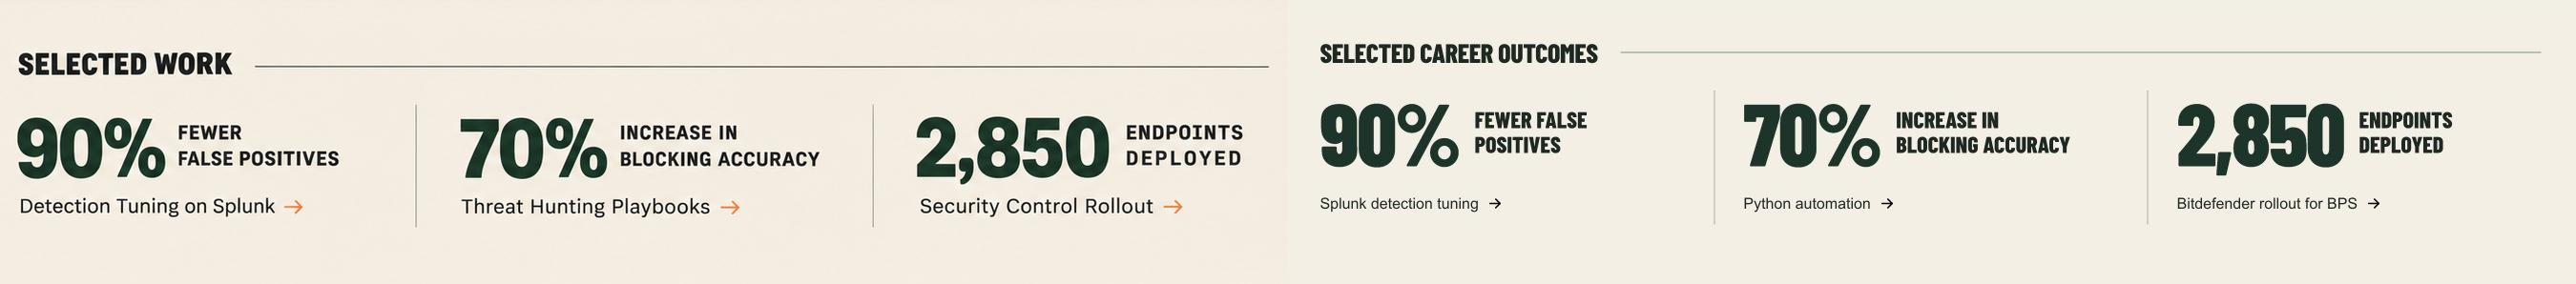 SELECTED WORK
90% FEWER
FALSE POSITIVES
Detection Tuning on Splunk →
70% INCREASE IN
BLOCKING ACCURACY
Threat Hunting Playbooks →
2,850 ENDPOINTS
DEPLOYED
Security Control Rollout →
SELECTED CAREER OUTCOMES
90% FEWER FALSE
POSITIVES
Splunk detection tuning →
70% INCREASE IN
BLOCKING ACCURACY
Python automation →
2,850 ENDPOINTS
DEPLOYED
Bitdefender rollout for BPS →